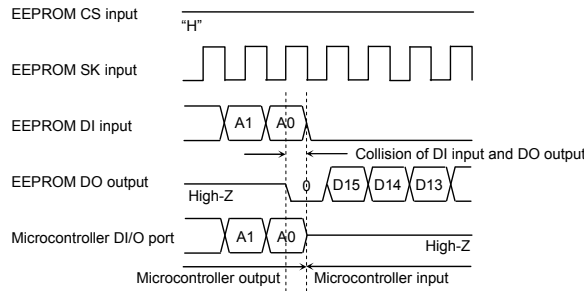 EEPROM CS input
"H"
EEPROM SK input
EEPROM DI input
A1 A0
Collision of DI input and DO output
EEPROM DO output
High-Z
0 D15 D14 D13
Microcontroller DI/O port
A1 A0
High-Z
Microcontroller output Microcontroller input